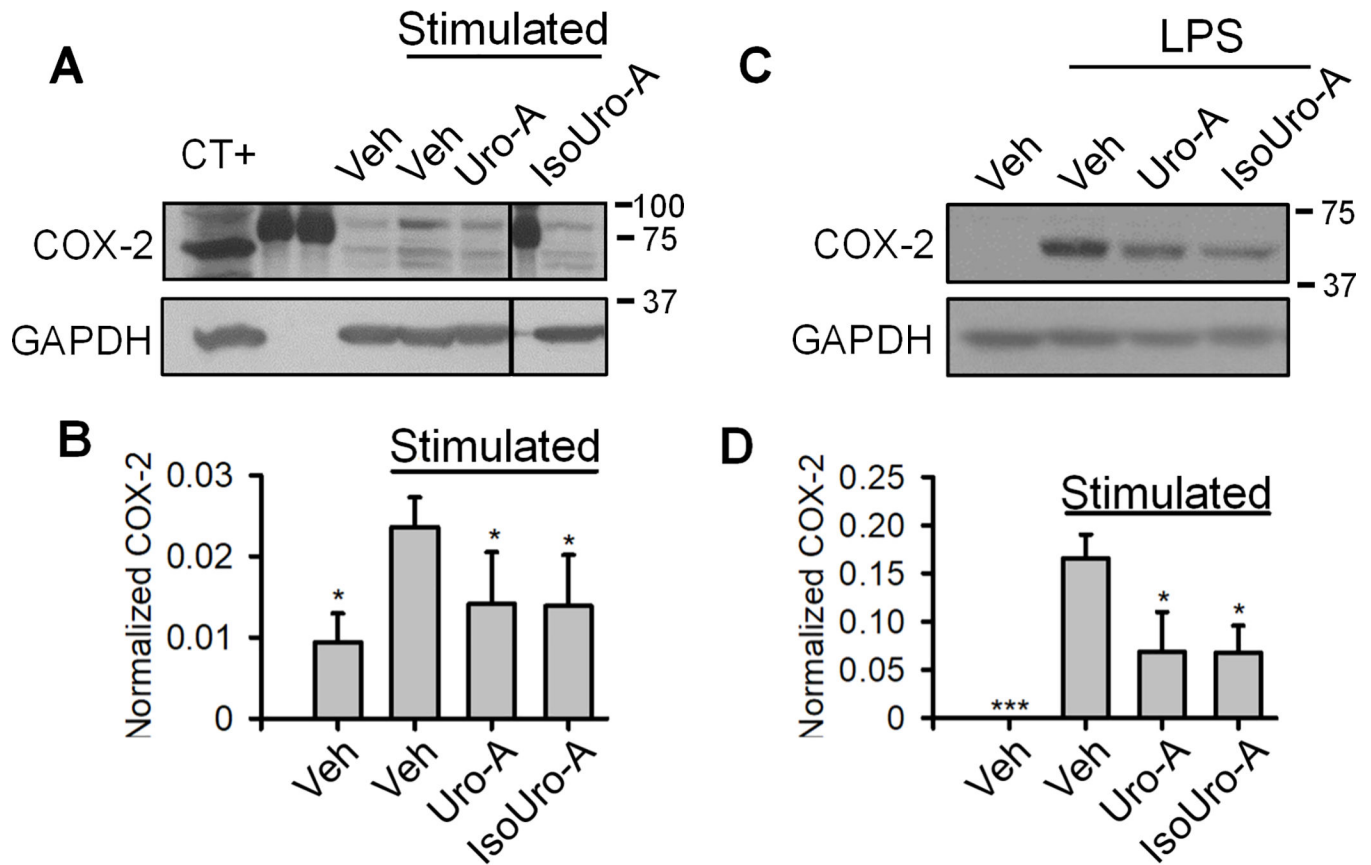 A
Stimulated
CT+
Veh
Veh
Uro-A
IsoUro-A
COX-2
100
75
37
GAPDH
C
LPS
Veh
Veh
Uro-A
IsoUro-A
COX-2
75
37
GAPDH
B
Stimulated
Normalized COX-2
0.03
0.02
0.01
0
*
*
*
Veh
Veh
Uro-A
IsoUro-A
D
Stimulated
Normalized COX-2
0.25
0.20
0.15
0.10
0.05
0
***
*
*
Veh
Veh
Uro-A
IsoUro-A